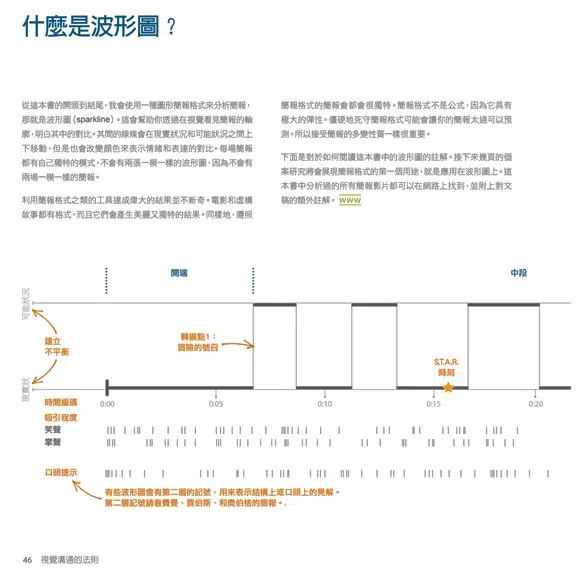 什麼是波形圖？
從這本書的開頭到結尾，我會使用一種圖形簡報格式來分析簡報，
那就是波形圖（sparkline）。這會幫助你透過在視覺看見簡報的輪
廓，明白其中的對比。其間的線條會在現實狀況和可能狀況之間上
下移動，但是也會改變顏色來表示情緒和表達的對比。每場簡報
都有自己獨特的模式，不會有兩張一模一樣的波形圖，因為不會有
兩場一模一樣的簡報。
利用簡報格式之類的工具達成偉大的結果並不新奇。電影和虛構
故事都有格式，而且它們會產生美麗又獨特的結果。同樣地，遵照
簡報格式的簡報會都會很獨特。簡報格式不是公式，因為它具有
極大的彈性。僵硬地死守簡報格式可能會讓你的簡報太過可以預
測。所以接受簡報的多變性質一樣很重要。
下面是對於如何閱讀這本書中的波形圖的註解。接下來幾頁的個
案研究將會展現簡報格式的第一個用途，就是應用在波形圖上。這
本書中分析過的所有簡報影片都可以在網路上找到，並附上對文
稿的額外註解。www
開端
中段
可能狀況
建立
不平衡
轉捩點1：
冒險的號召
S.T.A.R.
時刻
現實狀
時間編碼
0:00
0:05
0:10
0:15
0:20
吸引程度
笑聲
掌聲
口頭提示
有些波形圖會有第二層的記號，用來表示結構上或口頭上的見解。
第二層記號請看費曼、賈伯斯、和奧伯格的簡報。
46 視覺溝通的法則